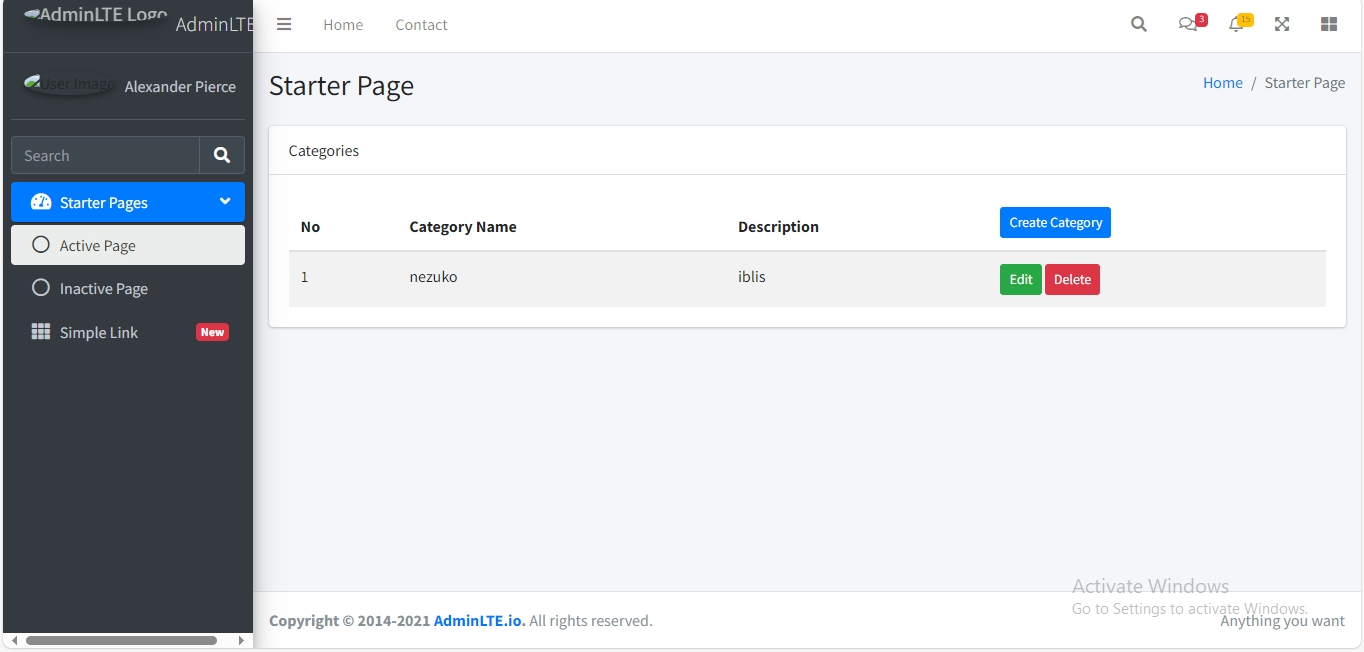 AdminLTE Logo
AdminLTE
Home
Contact
3
15
User Image
Alexander Pierce
Search
Starter Pages
Active Page
Inactive Page
Simple Link
New
Starter Page
Home / Starter Page
Categories
No Category Name Description Create Category
1 nezuko iblis Edit Delete
Activate Windows
Go to Settings to activate Windows.
Copyright © 2014-2021 AdminLTE.io. All rights reserved.
Anything you want